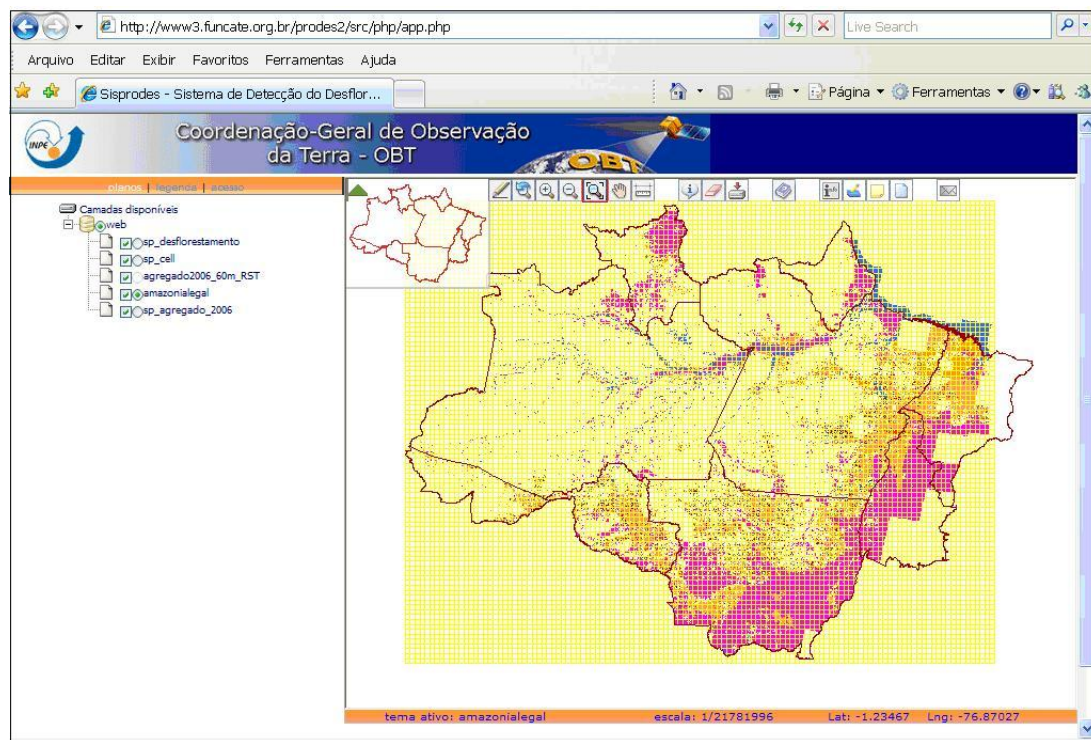 http://www3.funcate.org.br/prodes2/src/php/app.php
Live Search
Arquivo Editar Exibir Favoritos Ferramentas Ajuda
Sisprodes - Sistema de Detecção do Desflor...
Página
Ferramentas
INPE
Coordenação-Geral de Observação
da Terra - OBT
OBT
planos | legenda | acesso
Camadas disponíveis
web
sp_desflorestamento
sp_cell
agregado2006_60m_RST
amazonialegal
sp_agregado_2006
tema ativo: amazonialegal escala: 1/21781996 Lat: -1.23467 Lng: -76.87027